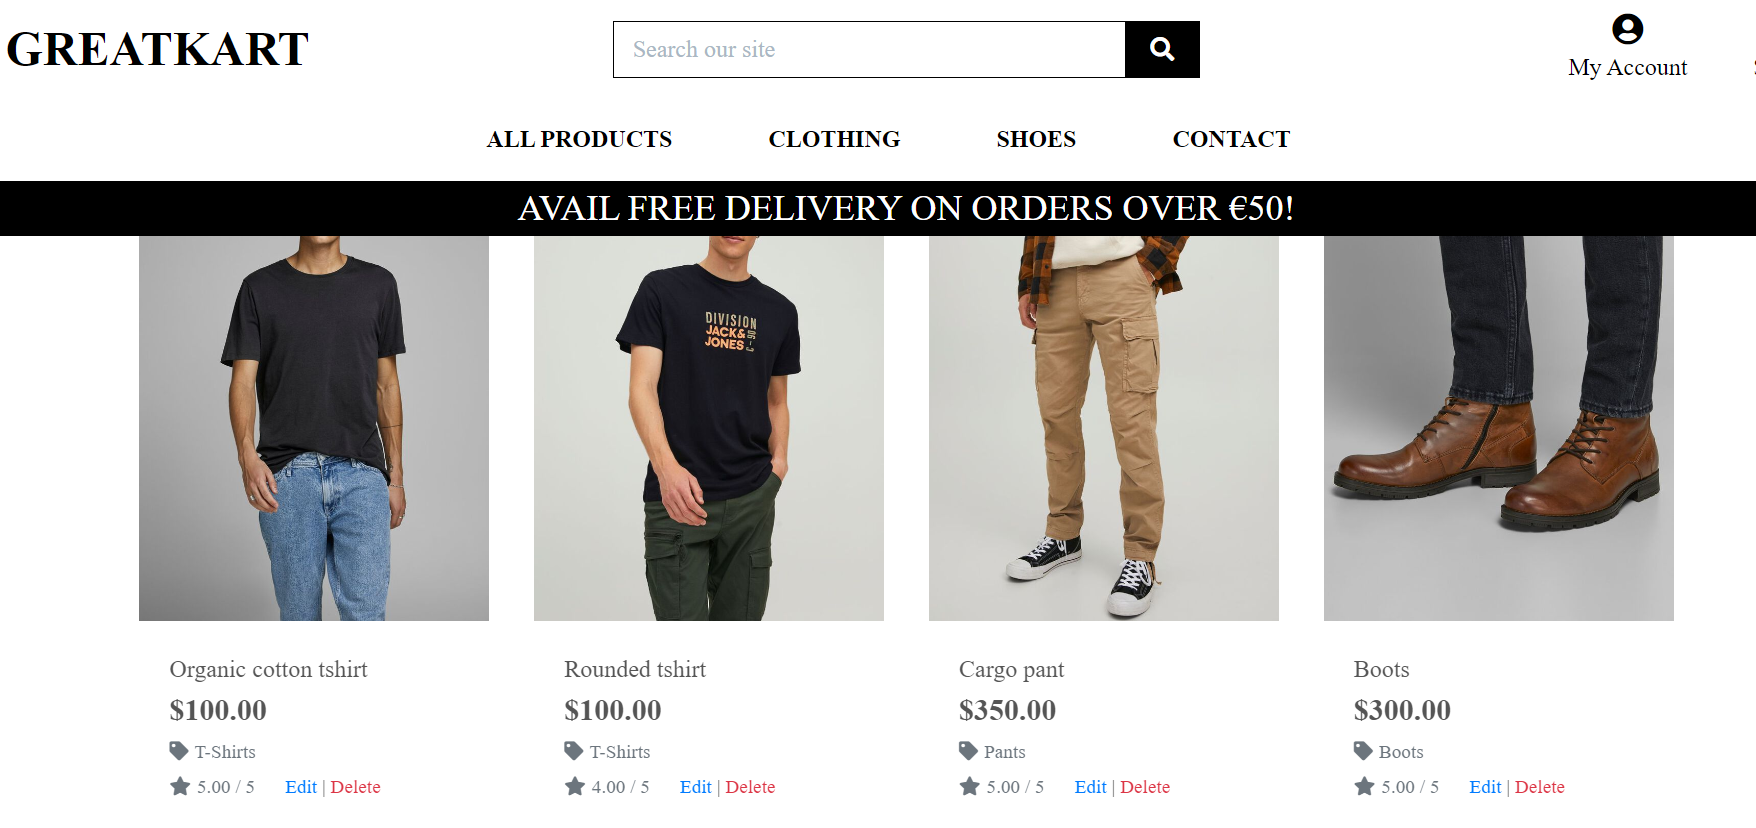 GREATKART
Search our site
My Account
ALL PRODUCTS CLOTHING SHOES CONTACT
AVAIL FREE DELIVERY ON ORDERS OVER €50!
DIVISION
JACK&
JONES
Organic cotton tshirt
$100.00
T-Shirts
5.00 / 5 Edit | Delete
Rounded tshirt
$100.00
T-Shirts
4.00 / 5 Edit | Delete
Cargo pant
$350.00
Pants
5.00 / 5 Edit | Delete
Boots
$300.00
Boots
5.00 / 5 Edit | Delete